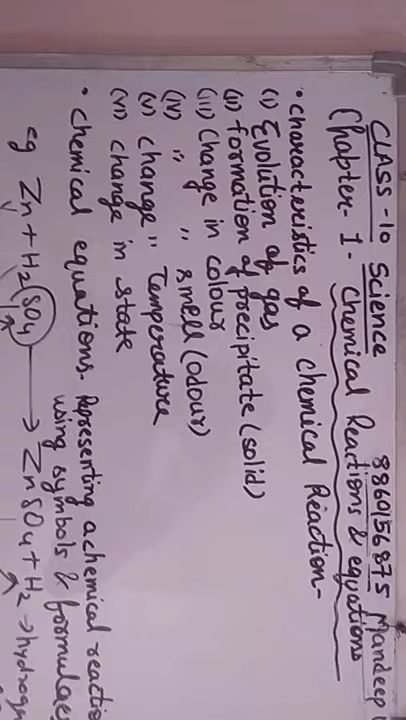 CLASS-10 Science 8860156875 Mandeep
Chapter-1- Chemical Reactions & equations
• characteristics of a chemical Reaction-
(i) Evolution of gas
(ii) formation of precipitate (solid)
(iii) Change in colour
(iv) " " smell (odour)
(v) change " Temperature
(vi) change in state
• Chemical equations- Representing a chemical reactio
using symbols & formulae
eg Zn + H2SO4 → ZnSO4 + H2 → hydroge